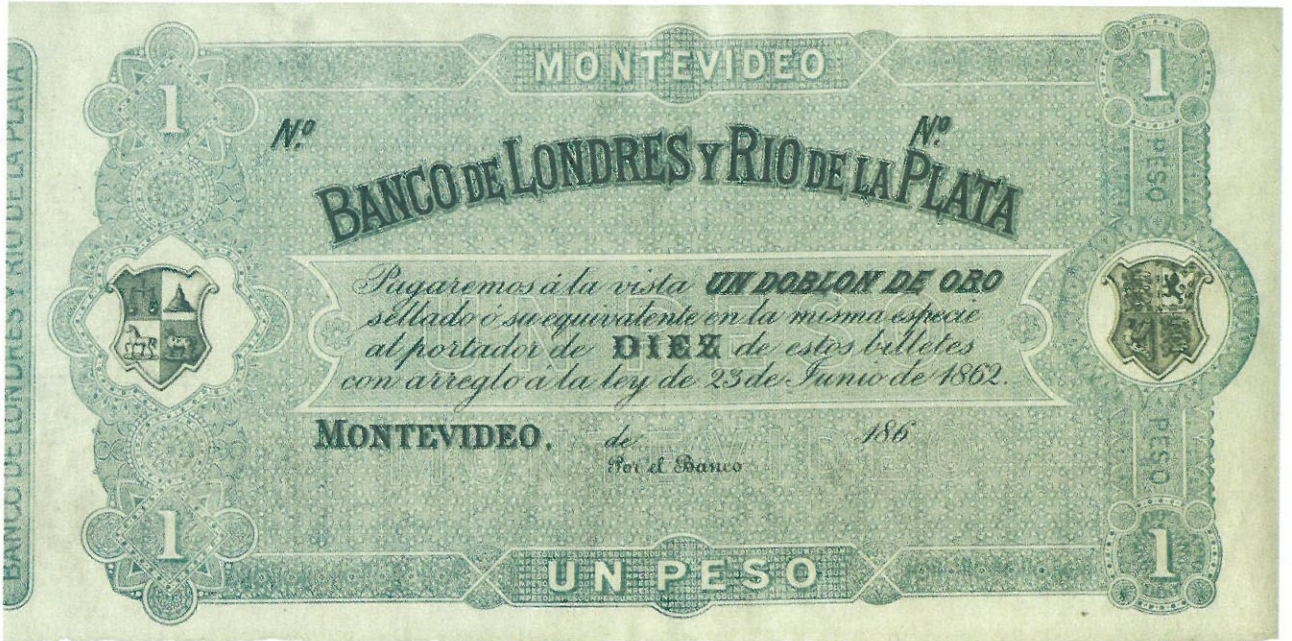 BANCO DE LONDRES Y RIO DE LA PLATA
MONTEVIDEO
1
1
Nº
Nº
BANCO DE LONDRES Y RIO DE LA PLATA
PESO
Pagaremos á la vista UN DOBLON DE ORO
sellado ó su equivalente en la misma especie
al portador de DIEZ de estos billetes
con arreglo á la ley de 23 de Junio de 1862.
UN PESO
MONTEVIDEO, de 186
Por el Banco
MONTEVIDEO
PESO
1
1
UN PESO